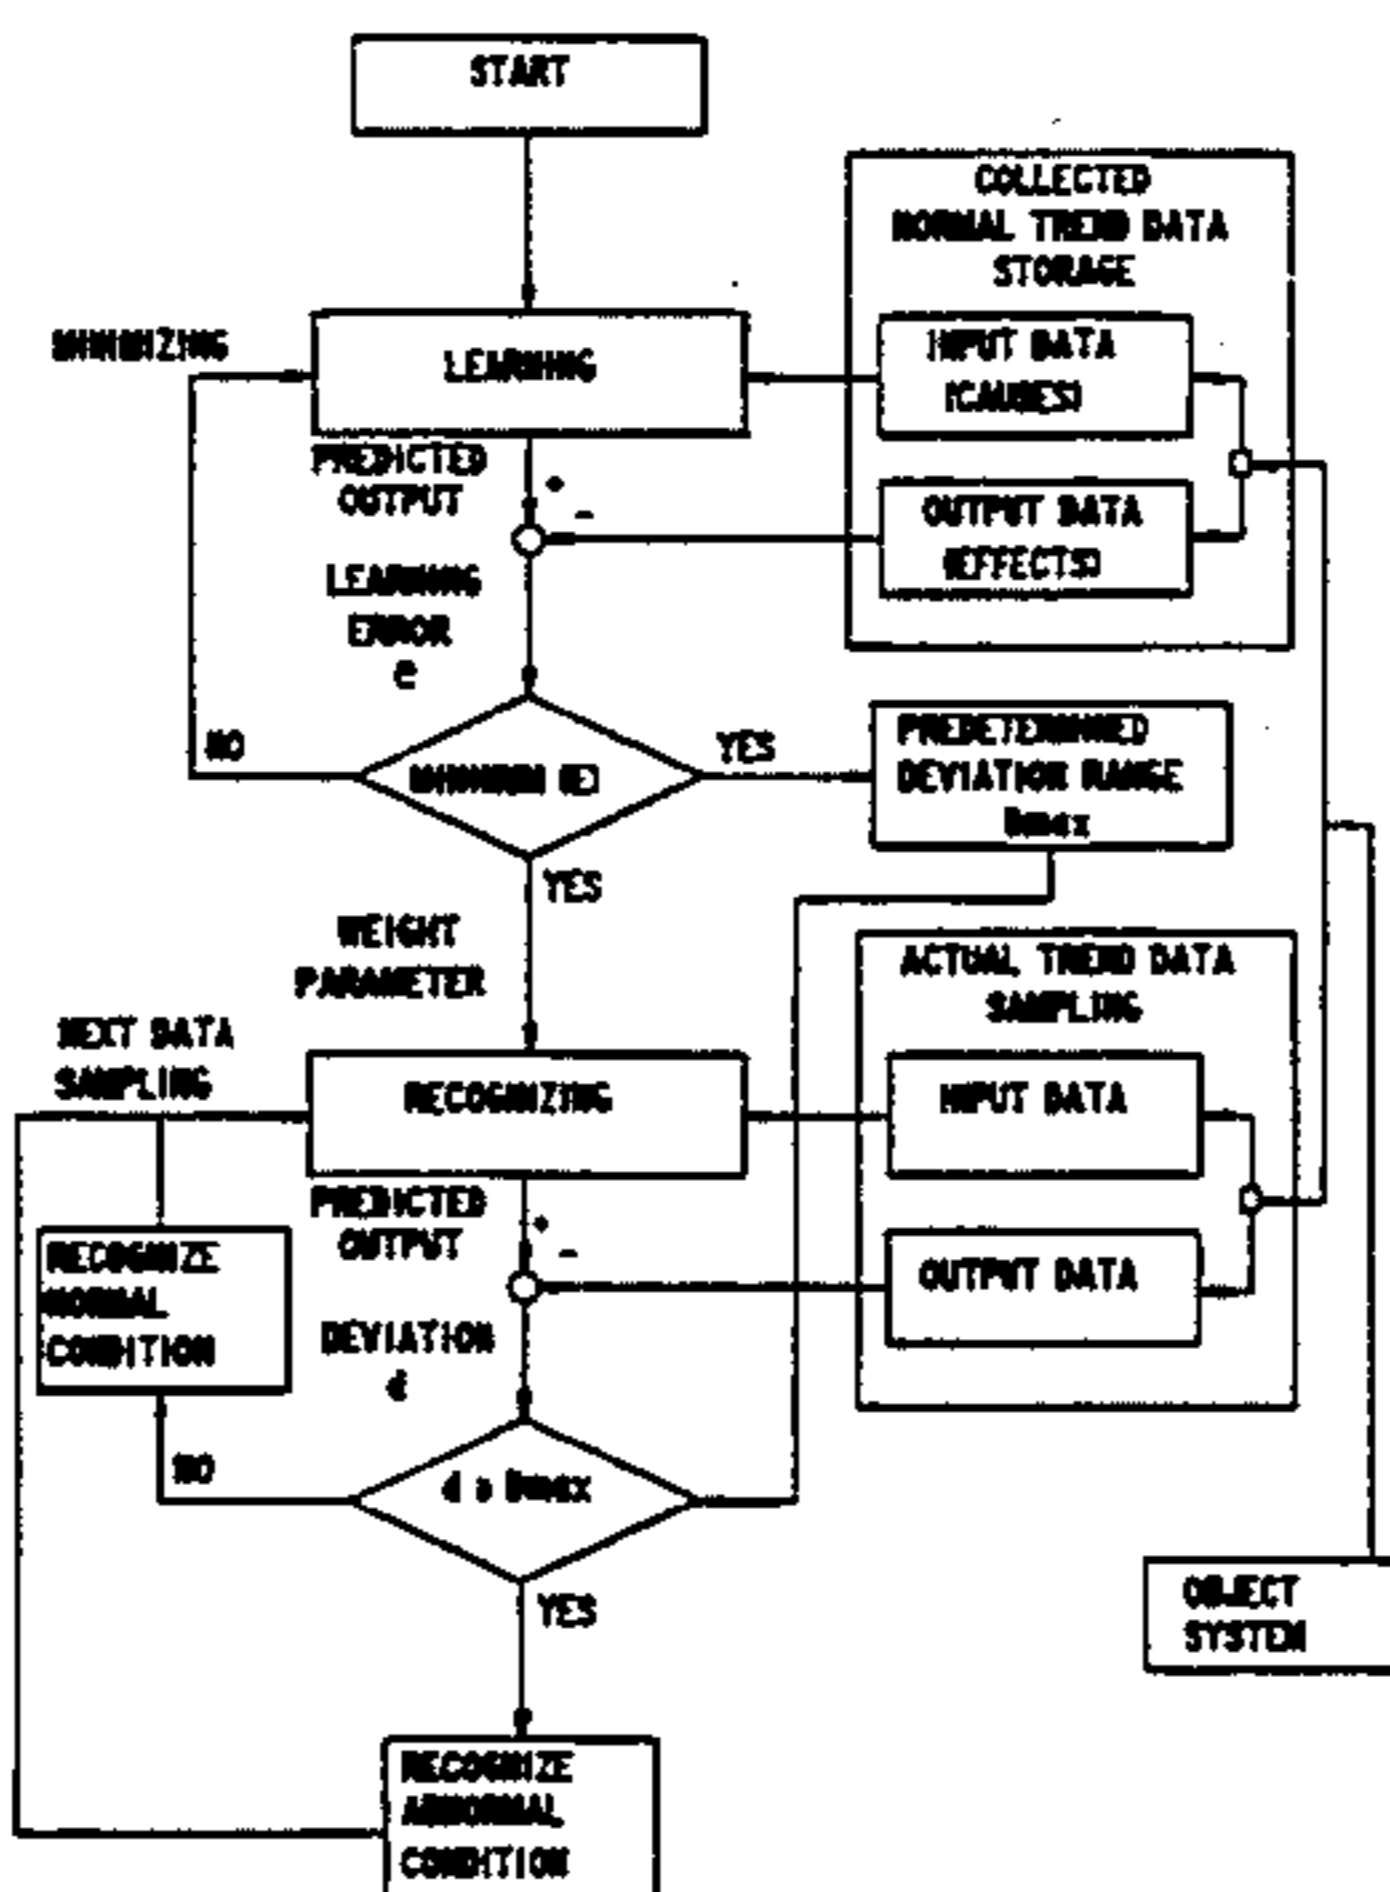 START
COLLECTED
NORMAL TREND DATA
STORAGE
MINIMIZING
LEARNING
INPUT DATA
(CAUSES)
PREDICTED
OUTPUT
+
-
OUTPUT DATA
(EFFECTS)
LEARNING
ERROR
e
NO
MINIMUM (E)
YES
PREDETERMINED
DEVIATION RANGE
Dmax
YES
WEIGHT
PARAMETER
ACTUAL TREND DATA
SAMPLING
NEXT DATA
SAMPLING
RECOGNIZING
INPUT DATA
PREDICTED
OUTPUT
+
-
RECOGNIZE
NORMAL
CONDITION
OUTPUT DATA
DEVIATION
d
NO
d > Dmax
YES
OBJECT
SYSTEM
RECOGNIZE
ABNORMAL
CONDITION